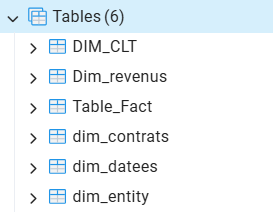 Tables (6)
DIM_CLT
Dim_revenus
Table_Fact
dim_contrats
dim_datees
dim_entity